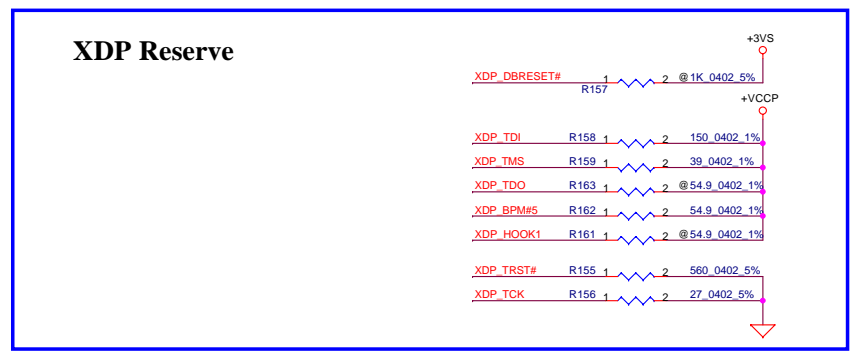 XDP Reserve
+3VS
XDP_DBRESET# 1 2 @1K_0402_5%
R157
+VCCP
XDP_TDI R158 1 2 150_0402_1%
XDP_TMS R159 1 2 39_0402_1%
XDP_TDO R163 1 2 @54.9_0402_1%
XDP_BPM#5 R162 1 2 54.9_0402_1%
XDP_HOOK1 R161 1 2 @54.9_0402_1%
XDP_TRST# R155 1 2 560_0402_5%
XDP_TCK R156 1 2 27_0402_5%